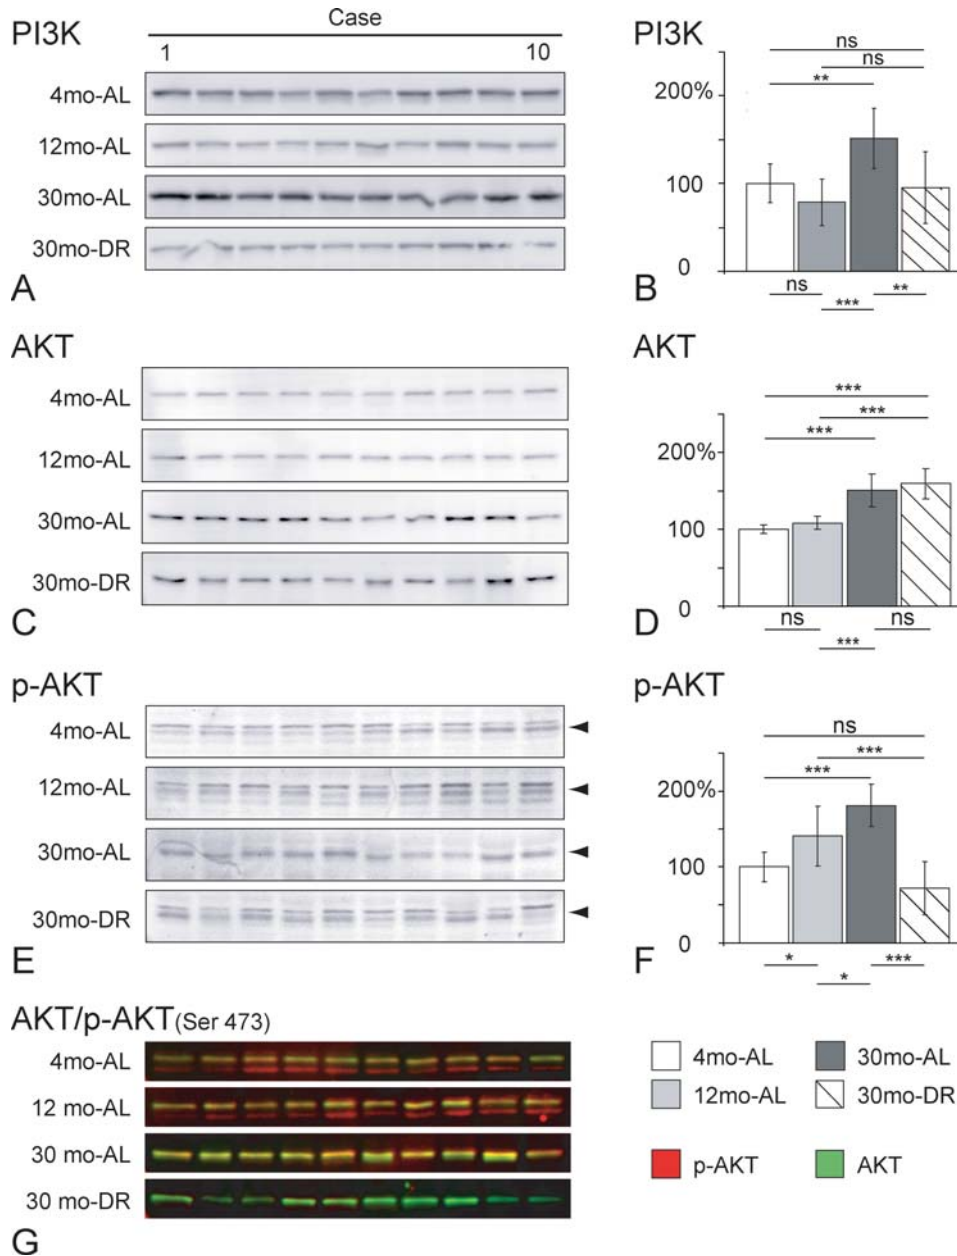 PI3K
Case
1 10
4mo-AL
12mo-AL
30mo-AL
30mo-DR
A
PI3K
ns
ns
**
200%
100
0
ns
***
**
B
AKT
4mo-AL
12mo-AL
30mo-AL
30mo-DR
C
AKT
***
***
***
200%
100
0
ns
***
ns
D
p-AKT
4mo-AL
12mo-AL
30mo-AL
30mo-DR
E
p-AKT
ns
***
***
200%
100
0
*
*
***
F
AKT/p-AKT(Ser 473)
4mo-AL
12 mo-AL
30 mo-AL
30 mo-DR
G
4mo-AL
30mo-AL
12mo-AL
30mo-DR
p-AKT
AKT